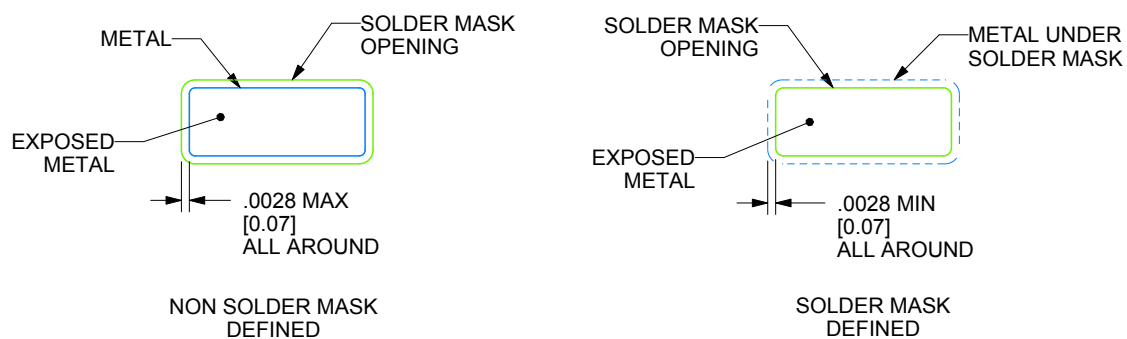 METAL
SOLDER MASK
OPENING
EXPOSED
METAL
.0028 MAX
[0.07]
ALL AROUND
NON SOLDER MASK
DEFINED
SOLDER MASK
OPENING
METAL UNDER
SOLDER MASK
EXPOSED
METAL
.0028 MIN
[0.07]
ALL AROUND
SOLDER MASK
DEFINED